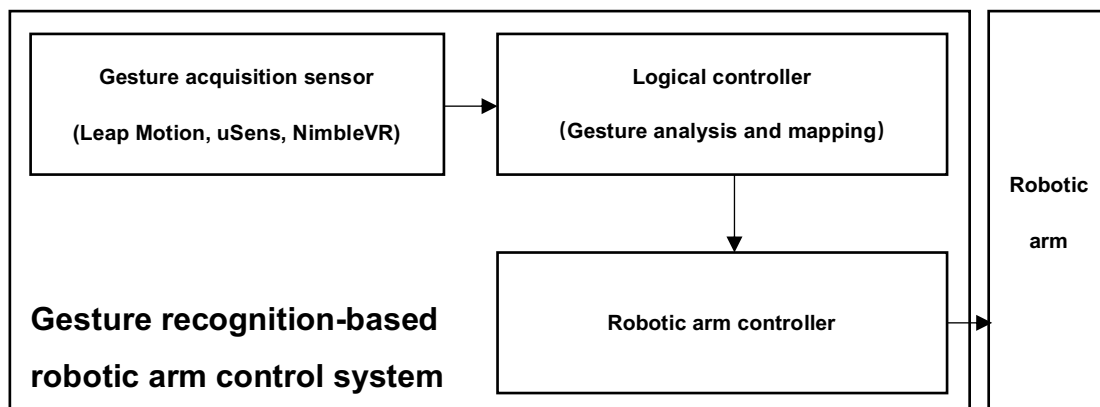 Gesture acquisition sensor
(Leap Motion, uSens, NimbleVR)
Logical controller
（Gesture analysis and mapping）
Robotic arm controller
Gesture recognition-based
robotic arm control system
Robotic
arm